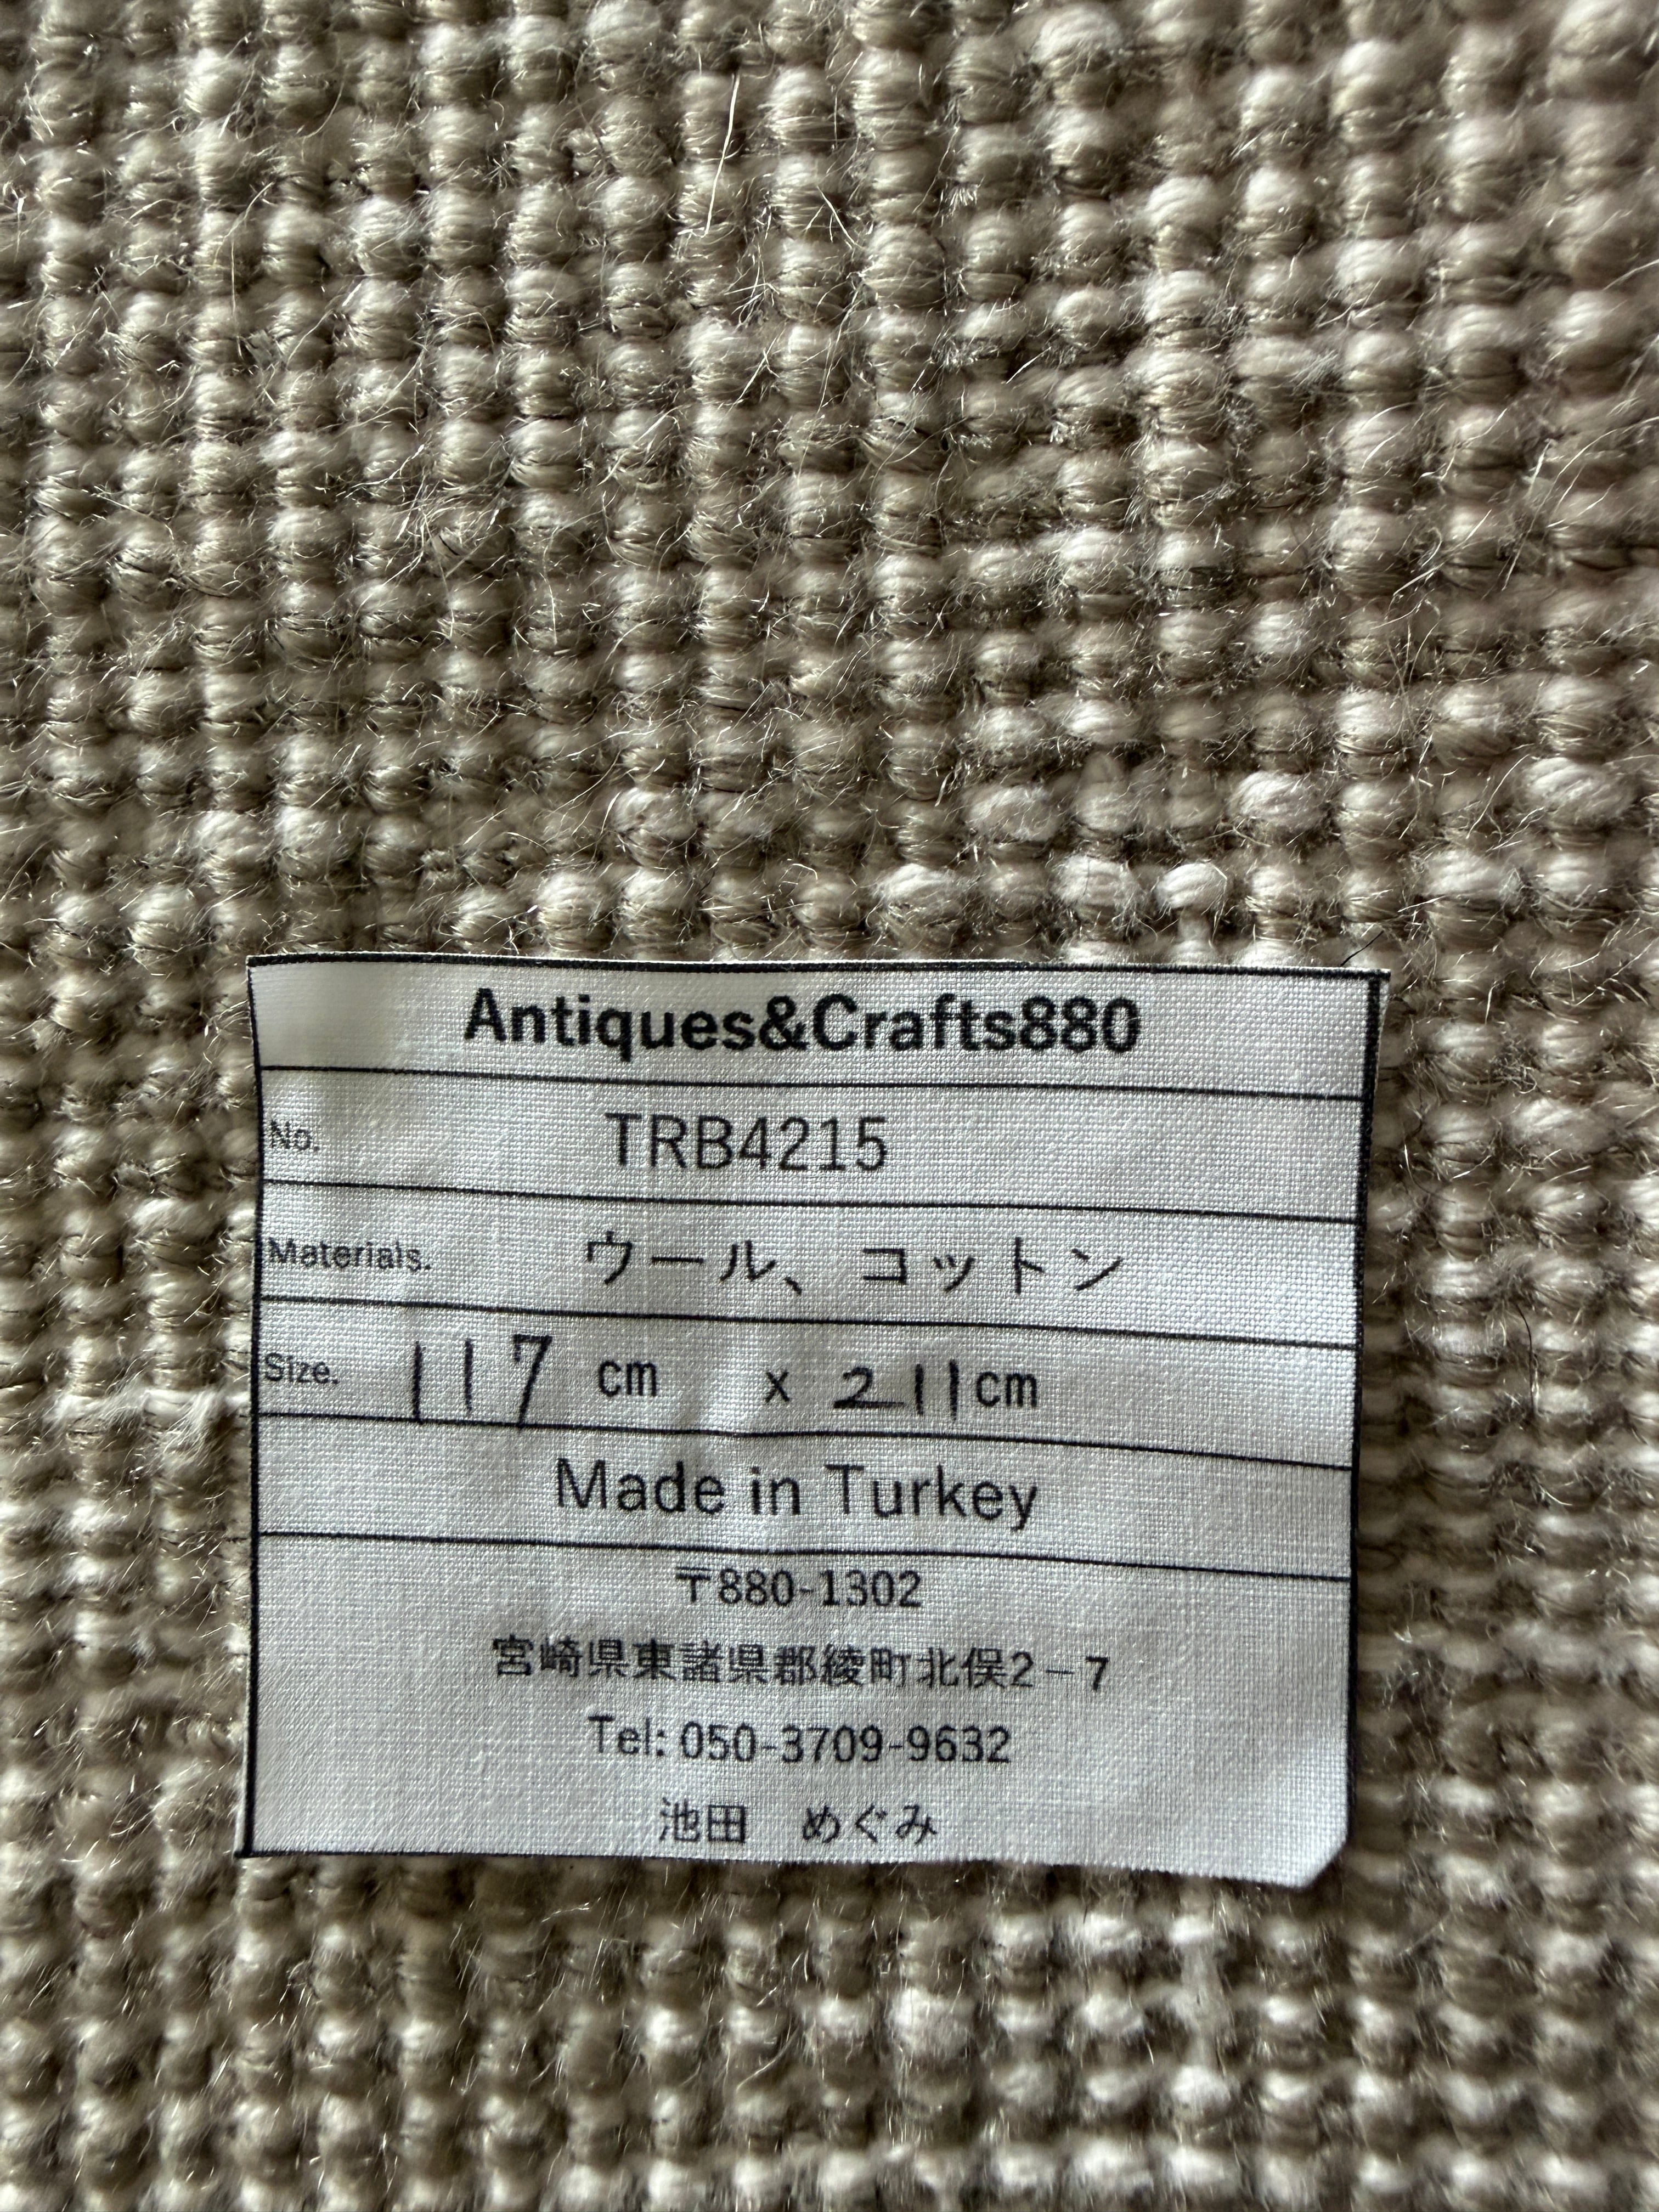 Antiques&Crafts880
No. TRB4215
Materials. ウール、コットン
Size. 117 cm x 211cm
Made in Turkey
〒880-1302
宮崎県東諸県郡綾町北俣2−7
Tel: 050-3709-9632
池田　めぐみ